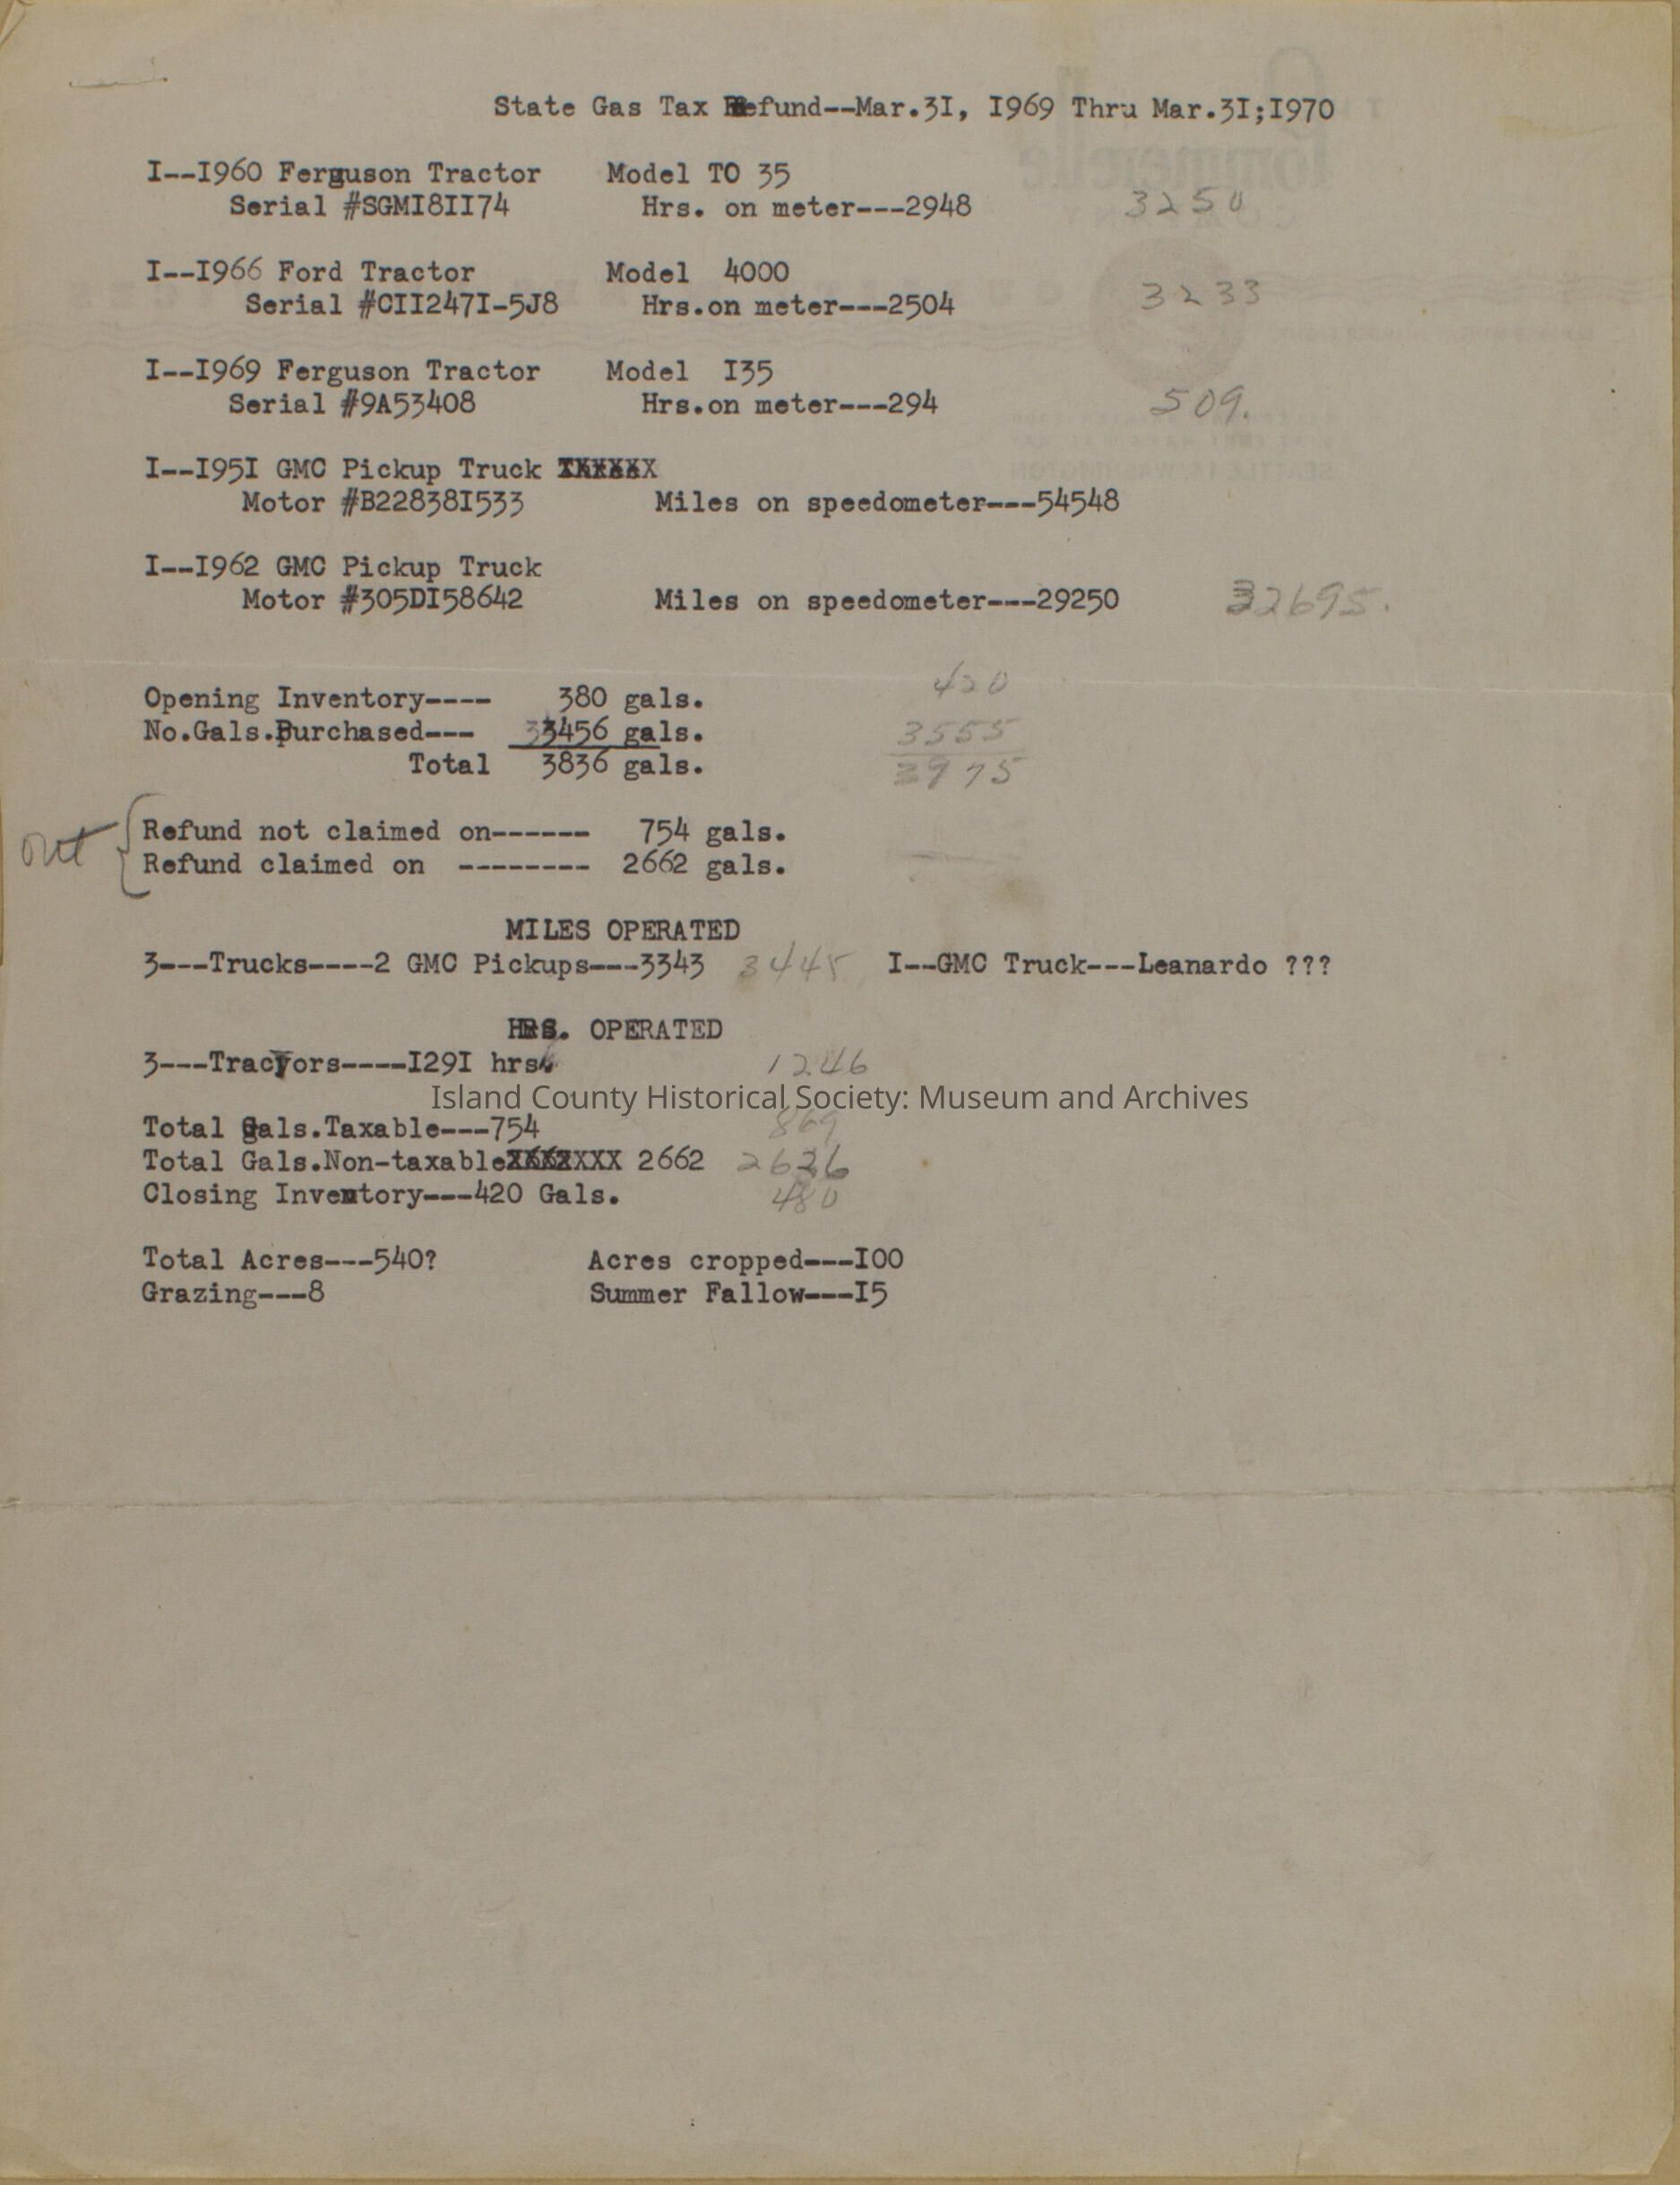 State Gas Tax Refund--Mar.3I, I969 Thru Mar.3I;I970
I--I960 Ferguson Tractor Model TO 35
Serial #SGMI8II74 Hrs. on meter---2948 3250
I--I966 Ford Tractor Model 4000
Serial #CII247I-5J8 Hrs.on meter---2504 3233
I--I969 Ferguson Tractor Model I35
Serial #9A53408 Hrs.on meter---294 509.
I--I95I GMC Pickup Truck XXXXXX
Motor #B22838I533 Miles on speedometer---54548
I--I962 GMC Pickup Truck
Motor #305DI58642 Miles on speedometer---29250 32695.
Opening Inventory---- 380 gals. 420
No.Gals.Purchased--- 3456 gals. 3555
Total 3836 gals. 3975
out { Refund not claimed on------ 754 gals.
Refund claimed on -------- 2662 gals.
MILES OPERATED
3---Trucks----2 GMC Pickups---3343 3445 I--GMC Truck---Leanardo ???
HRS. OPERATED
3---Tractors----I29I hrs. 1246
Island County Historical Society: Museum and Archives
Total Gals.Taxable---754 869
Total Gals.Non-taxableXXXXXXX 2662 2626
Closing Inventory---420 Gals. 480
Total Acres---540? Acres cropped---I00
Grazing---8 Summer Fallow---I5